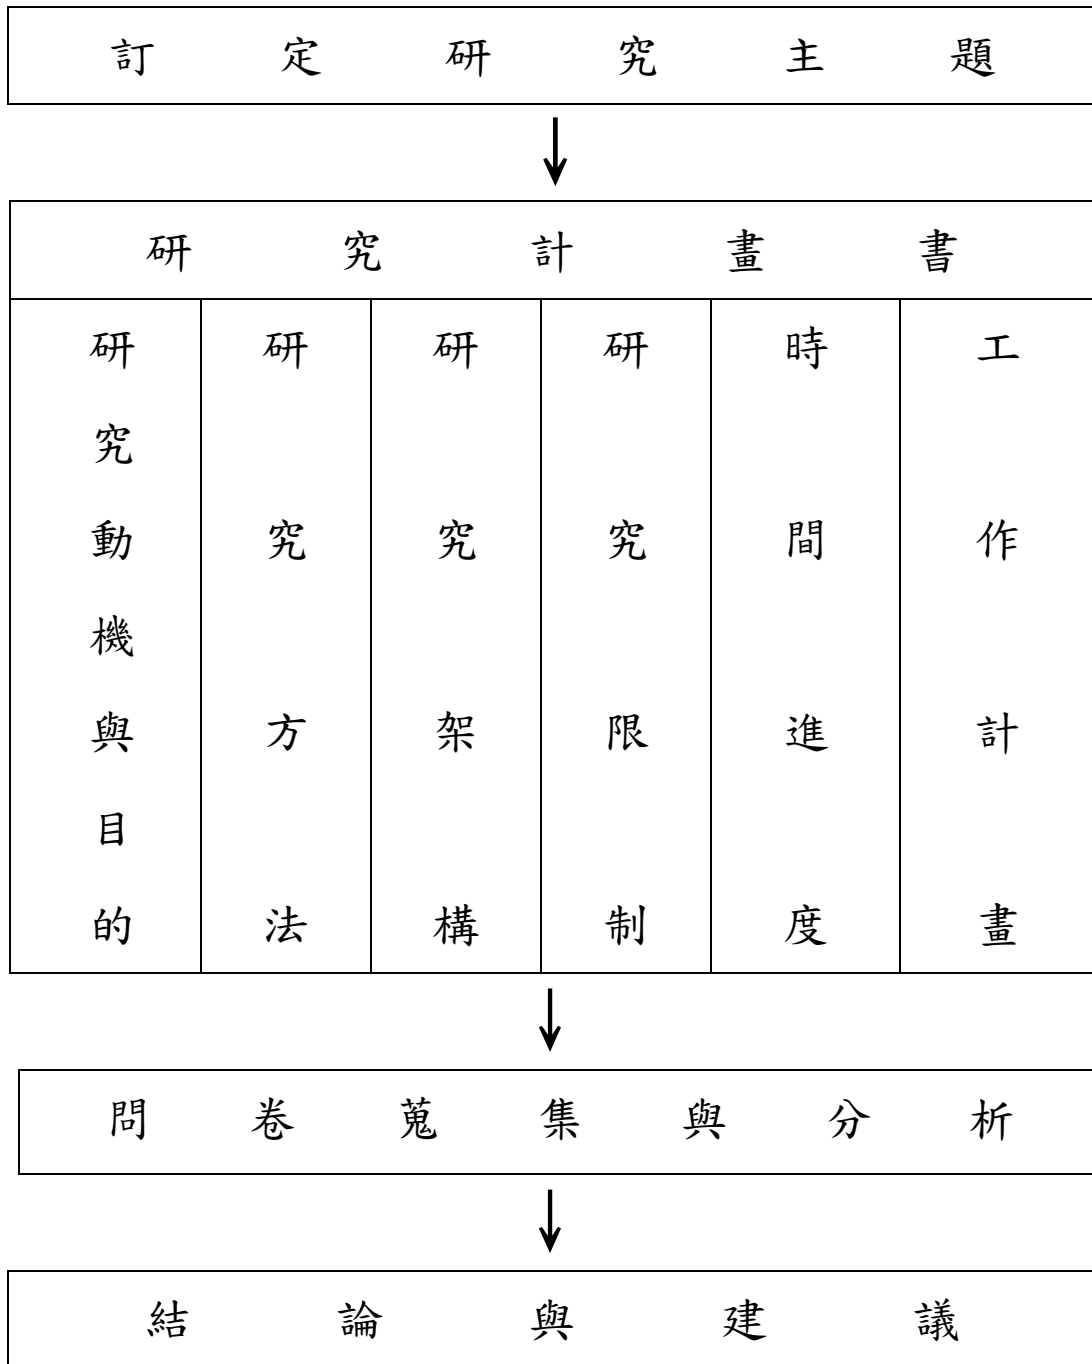 訂定研究主題
研究計畫書
研究動機與目的
研究方法
研究架構
研究限制
時間進度
工作計畫
問卷蒐集與分析
結論與建議